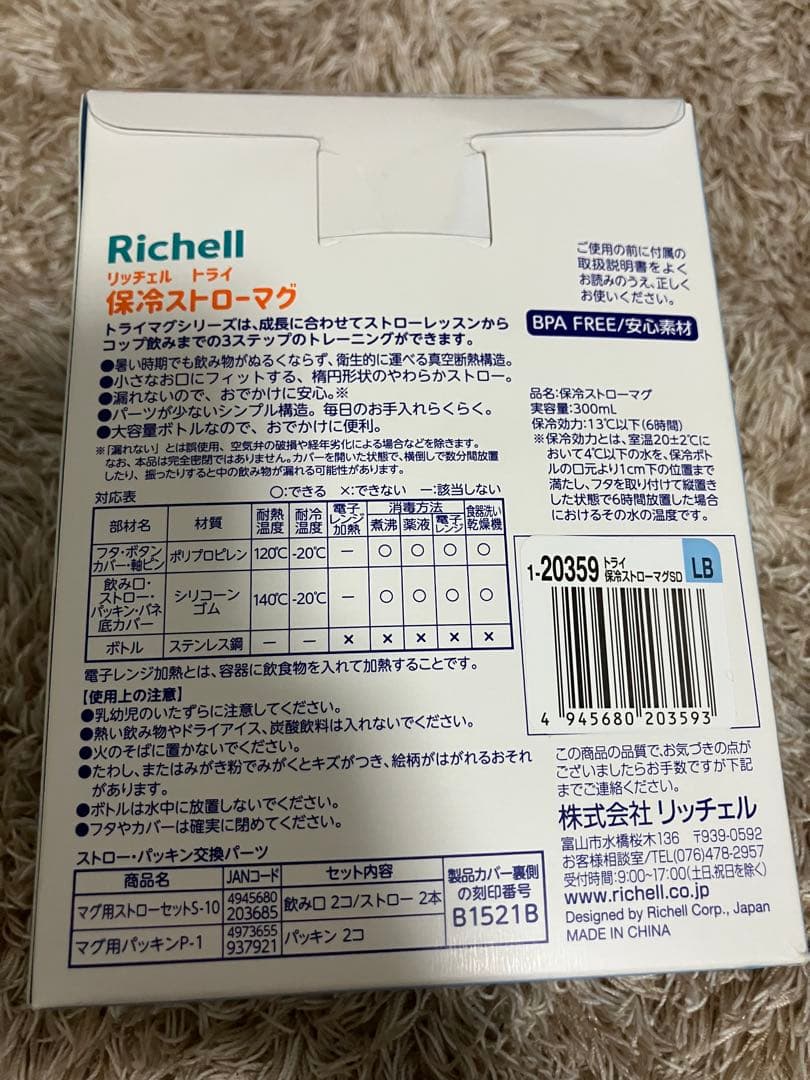 Richell
リッチェル トライ
保冷ストローマグ
トライマグシリーズは、成長に合わせてストローレッスンから
コップ飲みまでの3ステップのトレーニングができます。
●暑い時期でも飲み物がぬるくならず、衛生的に運べる真空断熱構造。
●小さなお口にフィットする、楕円形状のやわらかストロー。
●漏れないので、おでかけに安心。※
●パーツが少ないシンプル構造。毎日のお手入れらくらく。
●大容量ボトルなので、おでかけに便利。
※「漏れない」とは誤使用、空気弁の破損や経年劣化による場合などを除きます。
なお、本品は完全密閉ではありません。カバーを開いた状態で、横倒しで数分間放置
したり、振ったりすると中の飲み物が漏れる可能性があります。
対応表 〇:できる ×:できない ー:該当しない
部材名 材質 耐熱温度 耐冷温度 電子レンジ加熱 消毒方法 煮沸 薬液 電子レンジ 食器洗い乾燥機
フタ・ボタン
カバー・軸ピン ポリプロピレン 120℃ -20℃ ー 〇 〇 〇 〇
飲み口・
ストロー・
パッキン・バネ
底カバー シリコーンゴム 140℃ -20℃ ー 〇 〇 〇 〇
ボトル ステンレス鋼 ー ー × × × × ×
電子レンジ加熱とは、容器に飲食物を入れて加熱することです。
【使用上の注意】
●乳幼児のいたずらに注意してください。
●熱い飲み物やドライアイス、炭酸飲料は入れないでください。
●火のそばに置かないでください。
●たわし、またはみがき粉でみがくとキズがつき、絵柄がはがれるおそれ
があります。
●ボトルは水中に放置しないでください。
●フタやカバーは確実に閉めてください。
ストロー・パッキン交換パーツ
商品名 JANコード セット内容
マグ用ストローセットS-10 4945680 203685 飲み口 2コ/ストロー 2本
マグ用パッキンP-1 4973655 937921 パッキン 2コ
製品カバー裏側
の刻印番号
B1521B
ご使用の前に付属の
取扱説明書をよく
お読みのうえ、正しく
お使いください。
BPA FREE/安心素材
品名:保冷ストローマグ
実容量:300mL
保冷効力:13℃以下(6時間)
※保冷効力とは、室温20±2℃に
おいて4℃以下の水を、保冷ボ
トルの口元より1cm下の位置まで
満たし、フタを取り付けて縦置き
した状態で6時間放置した場合
におけるその水の温度です。
1-20359 トライ
保冷ストローマグSD
LB
4 945680 203593
この商品の品質で、お気づきの点が
ございましたらお手数ですが下記
までご連絡ください。
株式会社 リッチェル
富山市水橋桜木136 〒939-0592
お客様相談室/TEL(076)478-2957
受付時間:9:00~17:00(土日、祝日を除く)
www.richell.co.jp
Designed by Richell Corp., Japan
MADE IN CHINA